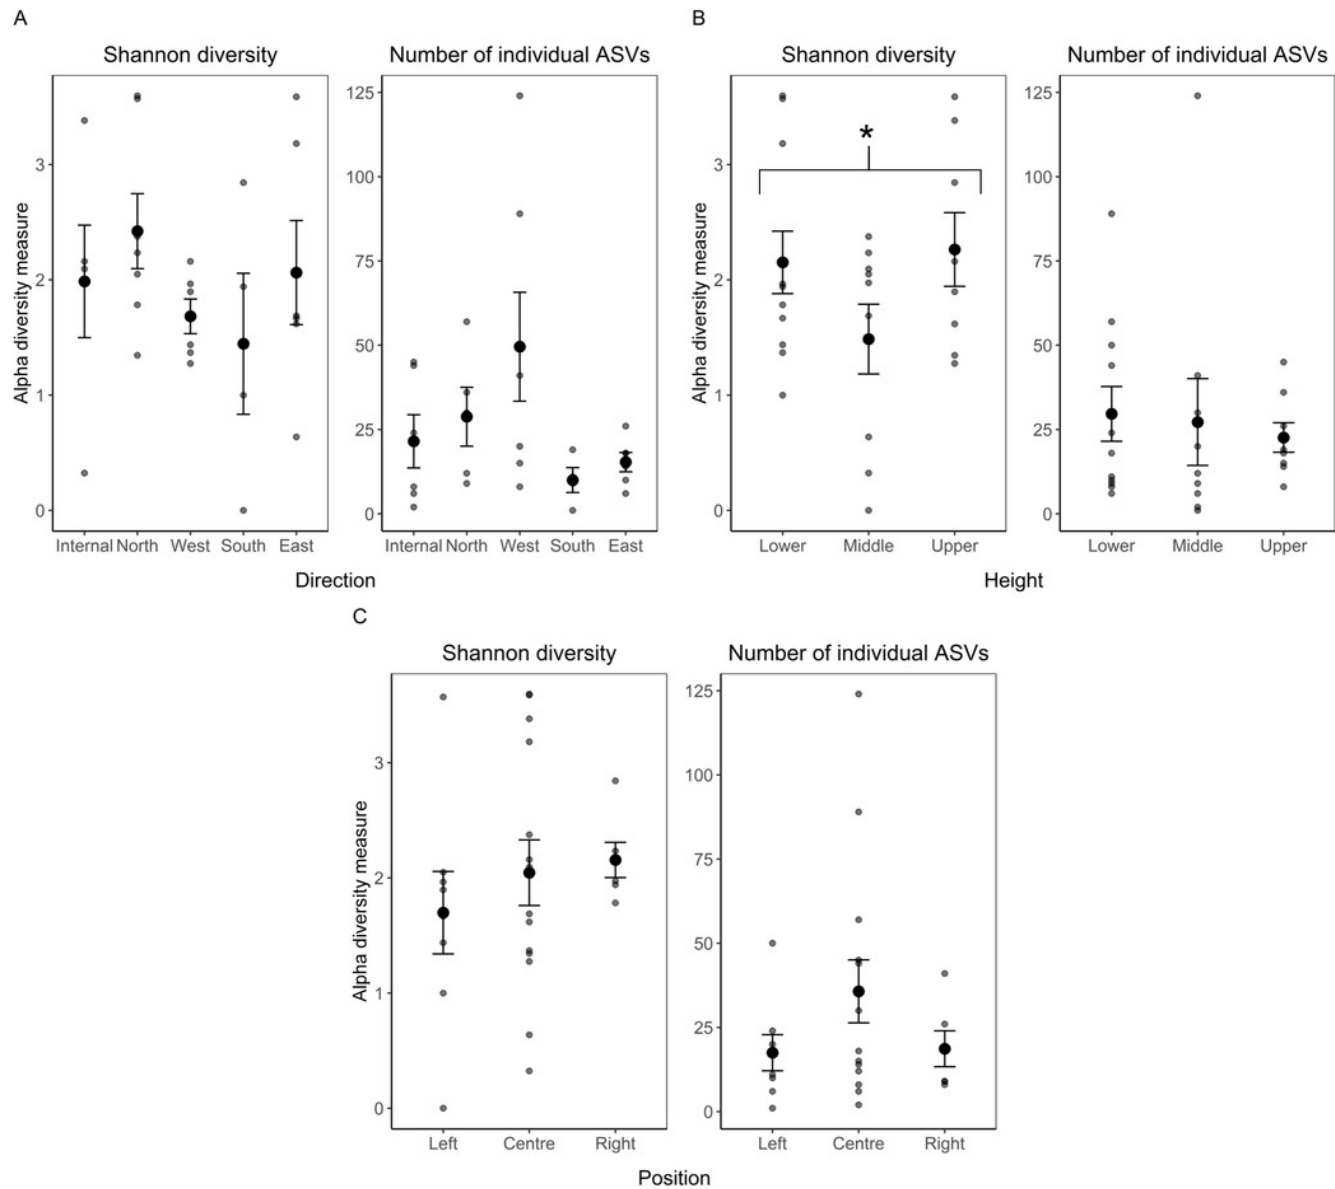 A
Shannon diversity
Number of individual ASVs
Alpha diversity measure
3
2
1
0
125
100
75
50
25
0
Internal North West South East
Internal North West South East
Direction
B
Shannon diversity
Number of individual ASVs
Alpha diversity measure
*
3
2
1
0
125
100
75
50
25
0
Lower Middle Upper
Lower Middle Upper
Height
C
Shannon diversity
Number of individual ASVs
Alpha diversity measure
3
2
1
0
125
100
75
50
25
0
Left Centre Right
Left Centre Right
Position